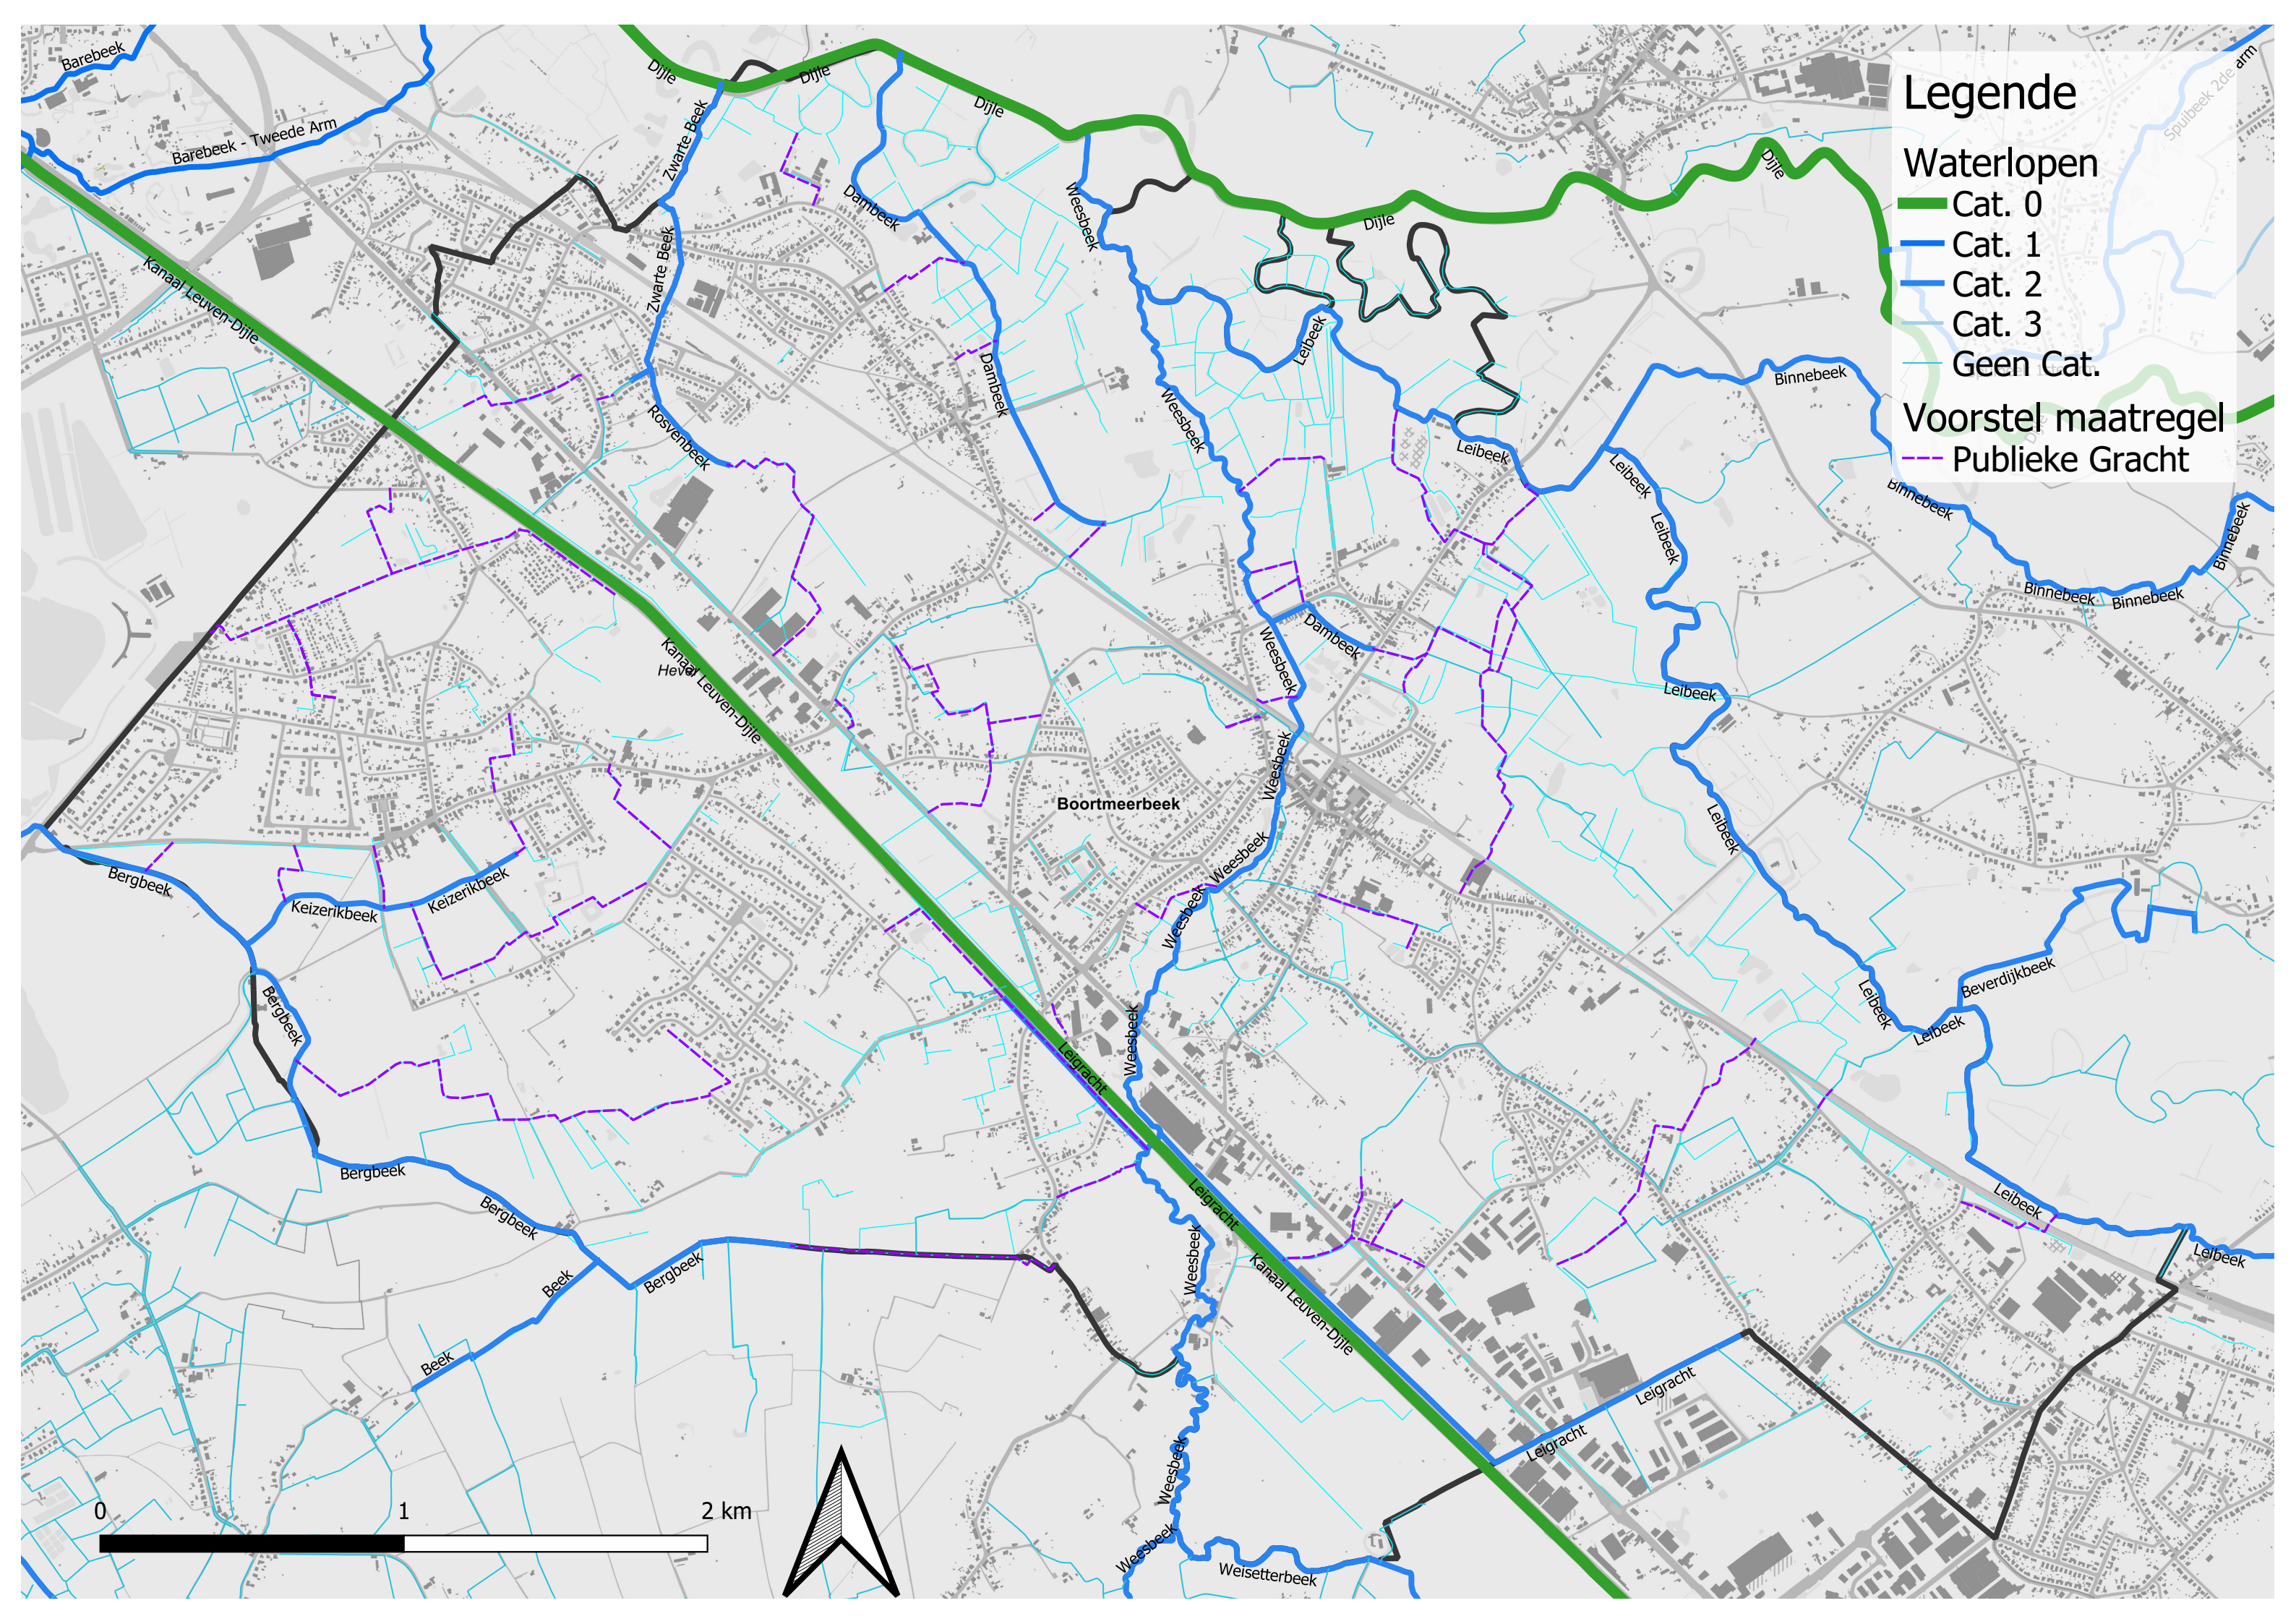 Barebeek
Barebeek - Tweede Arm
Dijle
Dijle
Dijle
Dijle
Dijle
Spuibeek 2de arm
Legende
Waterlopen
Cat. 0
Cat. 1
Cat. 2
Cat. 3
Geen Cat.
Voorstel maatregel
Publieke Gracht
Zwarte Beek
Zwarte Beek
Dambeek
Dambeek
Weesbeek
Weesbeek
Kanaal Leuven-Dijle
Rosvenbeek
Leibeek
Leibeek
Leibeek
Leibeek
Binnebeek
Binnebeek
Binnebeek
Binnebeek
Binnebeek
Kanaal Leuven-Dijle
Hever
Weesbeek
Dambeek
Leibeek
Leibeek
Boortmeerbeek
Weesbeek
Weesbeek
Weesbeek
Bergbeek
Keizerikbeek
Keizerikbeek
Bergbeek
Weesbeek
Leigracht
Beverdijkbeek
Leibeek
Leibeek
Bergbeek
Bergbeek
Beek
Bergbeek
Beek
Leigracht
Weesbeek
Kanaal Leuven-Dijle
Leibeek
Leibeek
Leigracht
Leigracht
Weesbeek
Weesbeek
Weisetterbeek
0 1 2 km